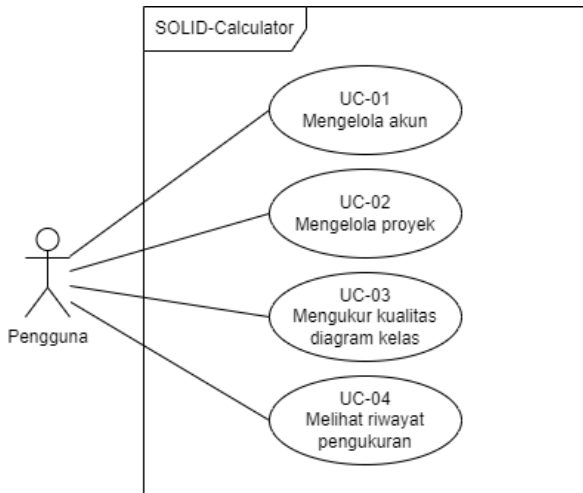 SOLID-Calculator
UC-01
Mengelola akun
UC-02
Mengelola proyek
Pengguna
UC-03
Mengukur kualitas
diagram kelas
UC-04
Melihat riwayat
pengukuran